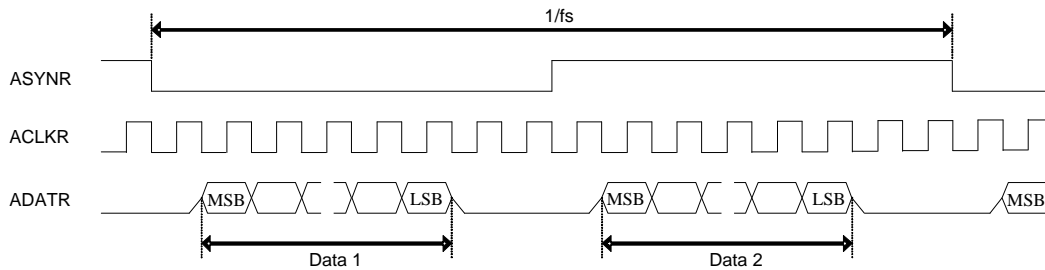 1/fs
ASYNR
ACLKR
ADATR
MSB LSB MSB LSB MSB
Data 1 Data 2